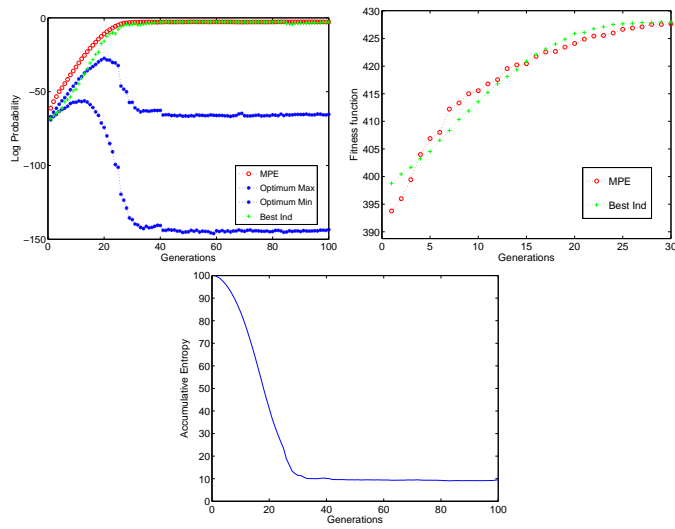 Log Probability
0
−50
−100
−150
0 20 40 60 80 100
Generations
MPE
Optimum Max
Optimum Min
Best Ind
Fitness function
425
420
415
410
405
400
395
390
0 5 10 15 20 25 30
Generations
MPE
Best Ind
Accumulative Entropy
100
90
80
70
60
50
40
30
20
10
0
0 20 40 60 80 100
Generations